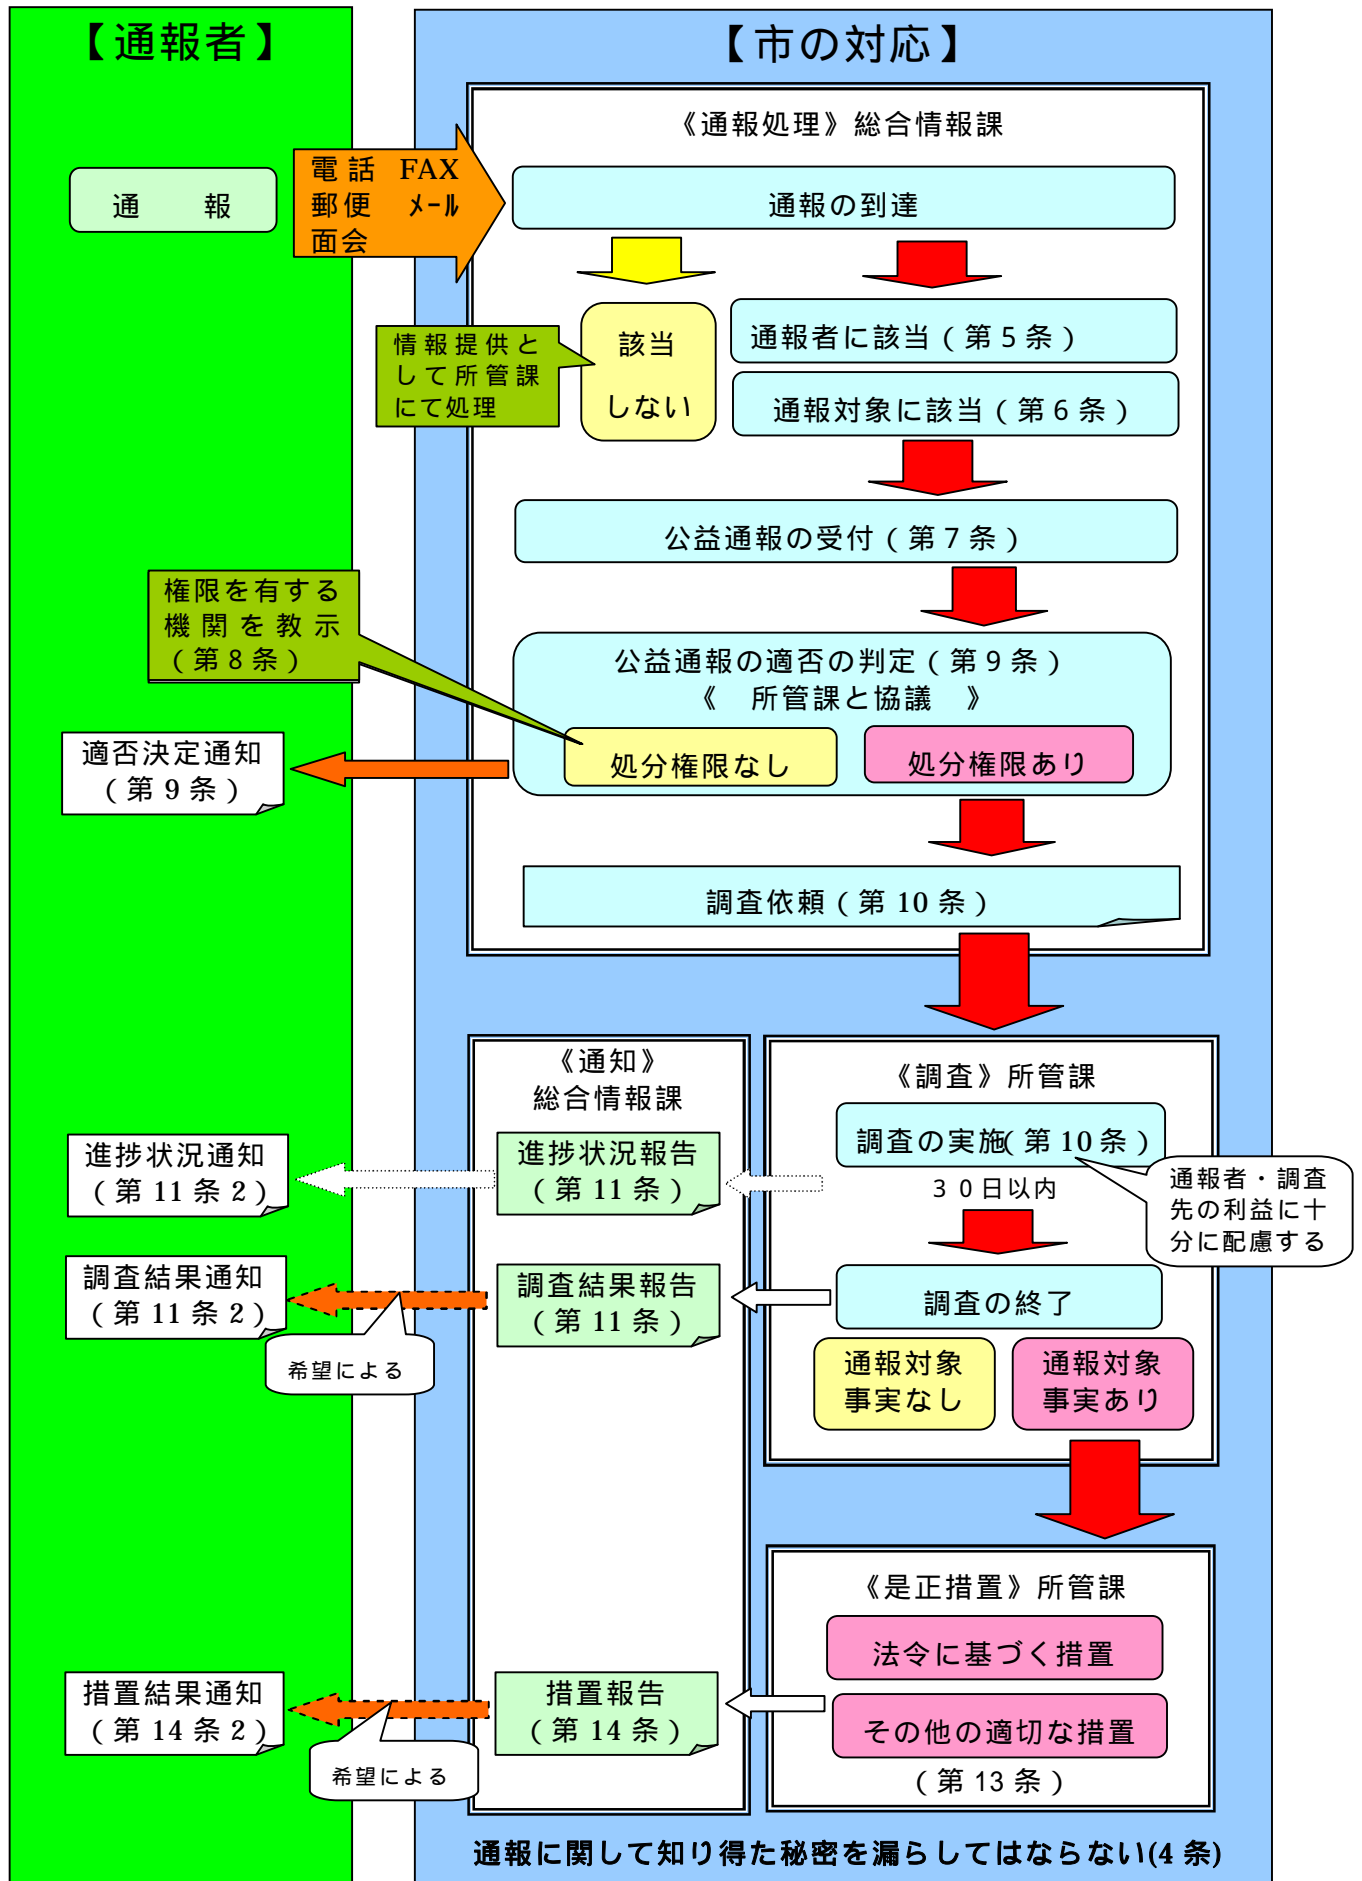 【通報者】
【市の対応】
《通報処理》総合情報課
通　　報
電話　FAX
郵便　メール
面会
通報の到達
情報提供と
して所管課
にて処理
該当
しない
通報者に該当（第５条）
通報対象に該当（第６条）
公益通報の受付（第７条）
権限を有する
機関を教示
（第８条）
公益通報の適否の判定（第９条）
《　所管課と協議　》
処分権限なし
処分権限あり
適否決定通知
（第 9 条）
調査依頼（第 10 条）
《通知》
総合情報課
《調査》所管課
調査の実施（第 10 条）
３０日以内
通報者・調査
先の利益に十
分に配慮する
進捗状況通知
（第 11 条 2）
進捗状況報告
（第 11 条）
調査結果通知
（第 11 条 2）
調査結果報告
（第 11 条）
調査の終了
希望による
通報対象
事実なし
通報対象
事実あり
《是正措置》所管課
法令に基づく措置
その他の適切な措置
（第 13 条）
措置報告
（第 14 条）
措置結果通知
（第 14 条 2）
希望による
通報に関して知り得た秘密を漏らしてはならない(4 条)